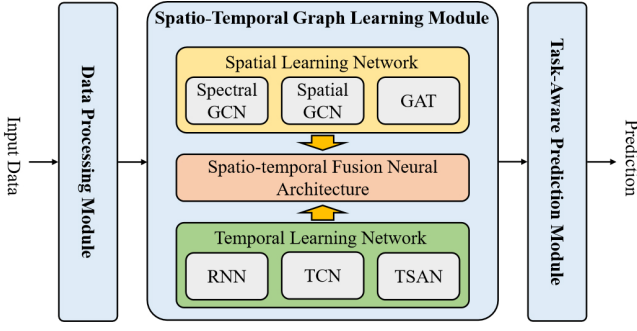 Input Data
Data Processing Module
Spatio-Temporal Graph Learning Module
Spatial Learning Network
Spectral
GCN
Spatial
GCN
GAT
Spatio-temporal Fusion Neural
Architecture
Temporal Learning Network
RNN
TCN
TSAN
Task-Aware Prediction Module
Prediction